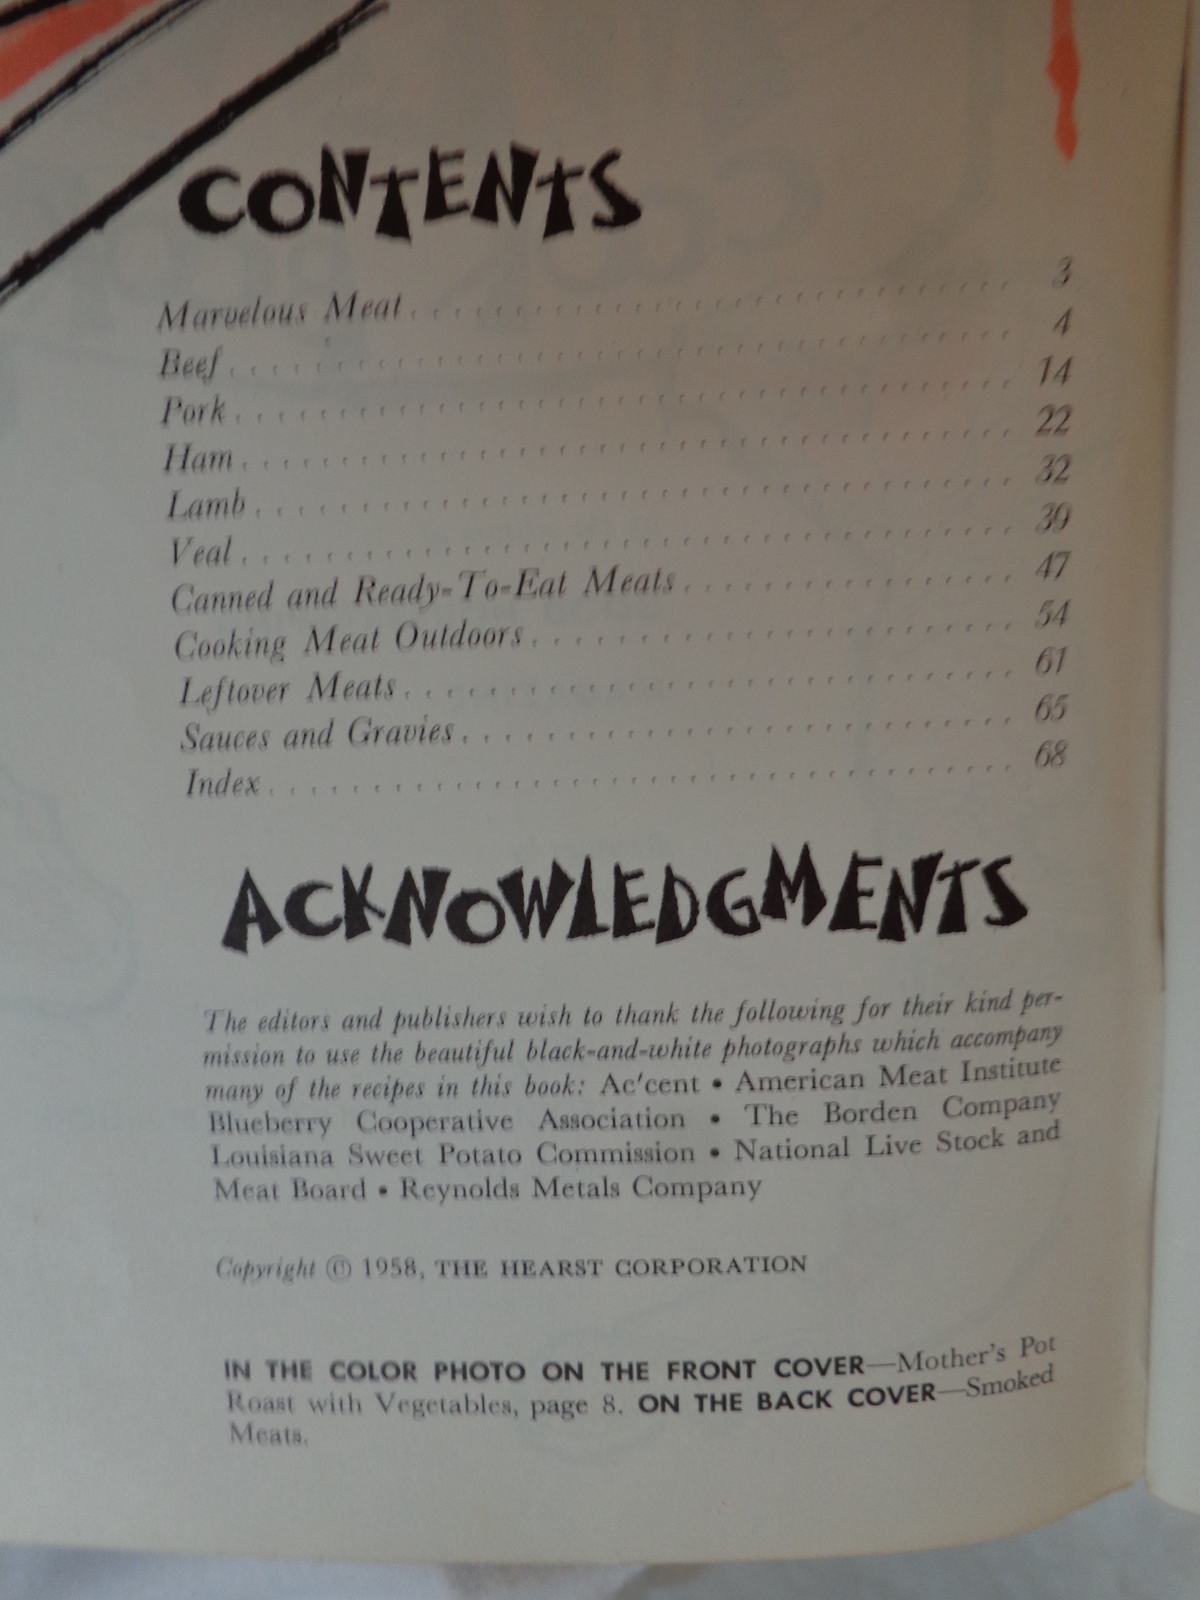 CONTENTS
Marvelous Meat . . . . . . . . . . . . . . . . . . . . . . . . . . . . . . 3
Beef . . . . . . . . . . . . . . . . . . . . . . . . . . . . . . . . . . . . . . 4
Pork . . . . . . . . . . . . . . . . . . . . . . . . . . . . . . . . . . . . . . 14
Ham . . . . . . . . . . . . . . . . . . . . . . . . . . . . . . . . . . . . . . 22
Lamb . . . . . . . . . . . . . . . . . . . . . . . . . . . . . . . . . . . . . 32
Veal . . . . . . . . . . . . . . . . . . . . . . . . . . . . . . . . . . . . . . 39
Canned and Ready-To-Eat Meats . . . . . . . . . . . . . . . . 47
Cooking Meat Outdoors . . . . . . . . . . . . . . . . . . . . . . . 54
Leftover Meats . . . . . . . . . . . . . . . . . . . . . . . . . . . . . . 61
Sauces and Gravies . . . . . . . . . . . . . . . . . . . . . . . . . . 65
Index . . . . . . . . . . . . . . . . . . . . . . . . . . . . . . . . . . . . 68
ACKNOWLEDGMENTS
The editors and publishers wish to thank the following for their kind per-
mission to use the beautiful black-and-white photographs which accompany
many of the recipes in this book: Ac'cent • American Meat Institute
Blueberry Cooperative Association • The Borden Company
Louisiana Sweet Potato Commission • National Live Stock and
Meat Board • Reynolds Metals Company
Copyright © 1958, THE HEARST CORPORATION
IN THE COLOR PHOTO ON THE FRONT COVER—Mother's Pot
Roast with Vegetables, page 8. ON THE BACK COVER—Smoked
Meats.